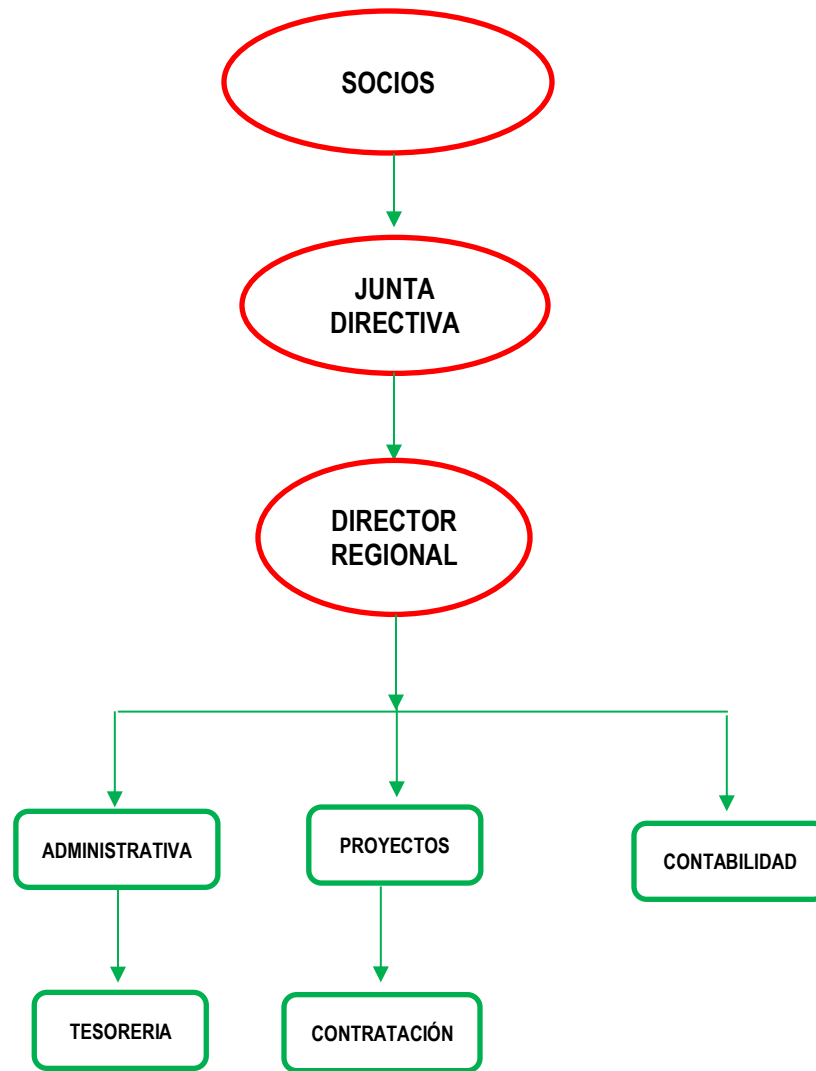 SOCIOS
JUNTA
DIRECTIVA
DIRECTOR
REGIONAL
ADMINISTRATIVA
PROYECTOS
CONTABILIDAD
TESORERIA
CONTRATACIÓN